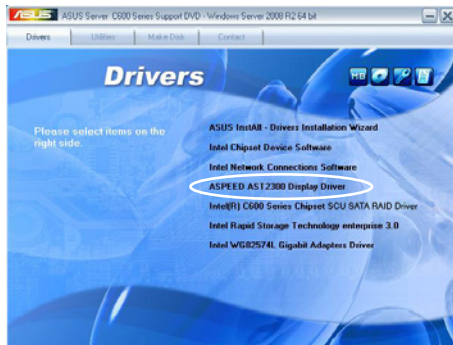 ASUS ASUS Server C600 Series Support DVD - Windows Server 2008 R2 64 bit
Drivers Utilities Make Disk Contact
Drivers
MB
Please select items on the
right side.
ASUS InstAll - Drivers Installation Wizard
Intel Chipset Device Software
Intel Network Connections Software
ASPEED AST2300 Display Driver
Intel(R) C600 Series Chipset SCU SATA RAID Driver
Intel Rapid Storage Technology enterprise 3.0
Intel WG82574L Gigabit Adapters Driver